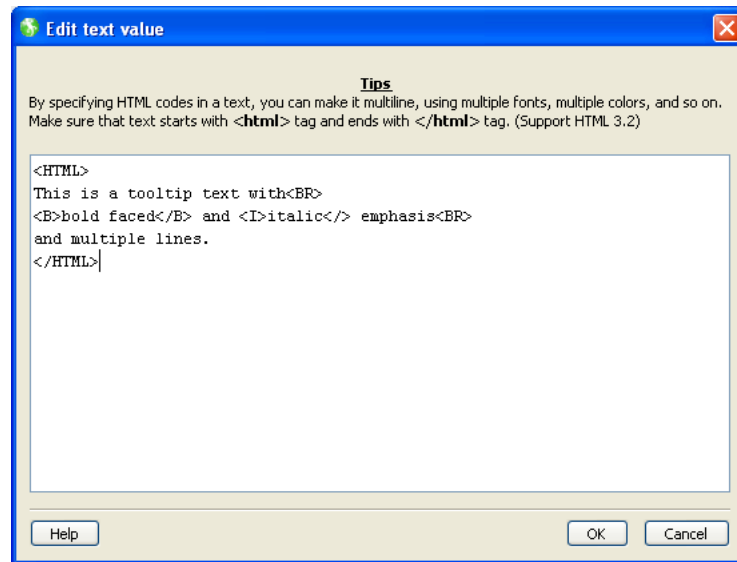 Edit text value
Tips
By specifying HTML codes in a text, you can make it multiline, using multiple fonts, multiple colors, and so on.
Make sure that text starts with <html> tag and ends with </html> tag. (Support HTML 3.2)
<HTML>
This is a tooltip text with<BR>
<B>bold faced</B> and <I>italic</> emphasis<BR>
and multiple lines.
</HTML>
Help
OK
Cancel